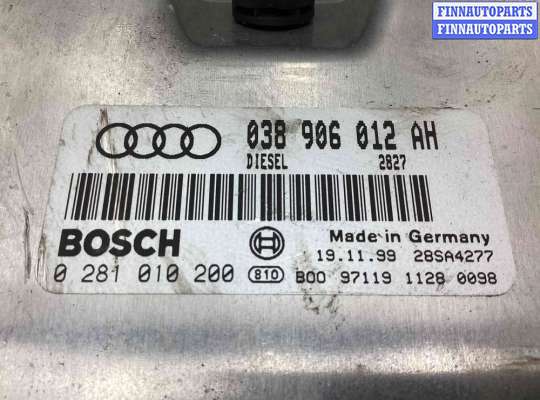 FINNAUTOPARTS
FINNAUTOPARTS
038 906 012 AH
DIESEL 2827
BOSCH
Made in Germany
19.11.99 28SA4277
0 281 010 200 810 B00 97119 1128 0098